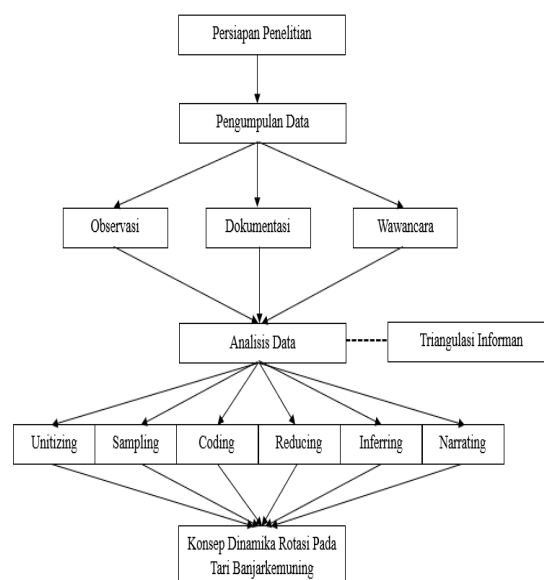 Persiapan Penelitian
Pengumpulan Data
Observasi
Dokumentasi
Wawancara
Analisis Data
Triangulasi Informan
Unitizing
Sampling
Coding
Reducing
Inferring
Narrating
Konsep Dinamika Rotasi Pada
Tari Banjarkemuning